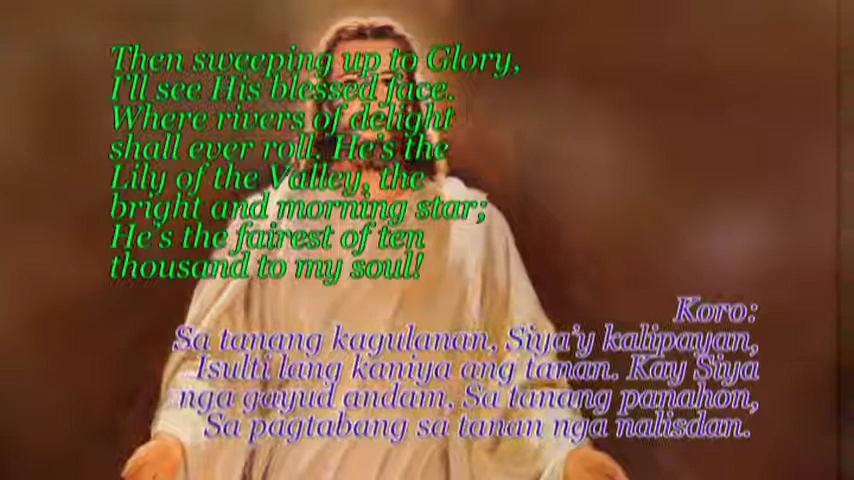 Then sweeping up to Glory,
I'll see His blessed face.
Where rivers of delight
shall ever roll. He's the
Lily of the Valley, the
bright and morning star;
He's the fairest of ten
thousand to my soul!
Koro:
Sa tanang kagulanan, Siya'y kalipayan,
Isulti lang kaniya ang tanan. Kay Siya
nga gayud andam, Sa tanang panahon,
Sa pagtabang sa tanan nga nalisdan.